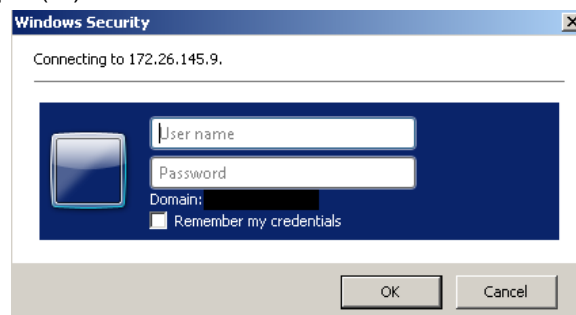 Windows Security
Connecting to 172.26.145.9.
User name
Password
Domain:
Remember my credentials
OK
Cancel